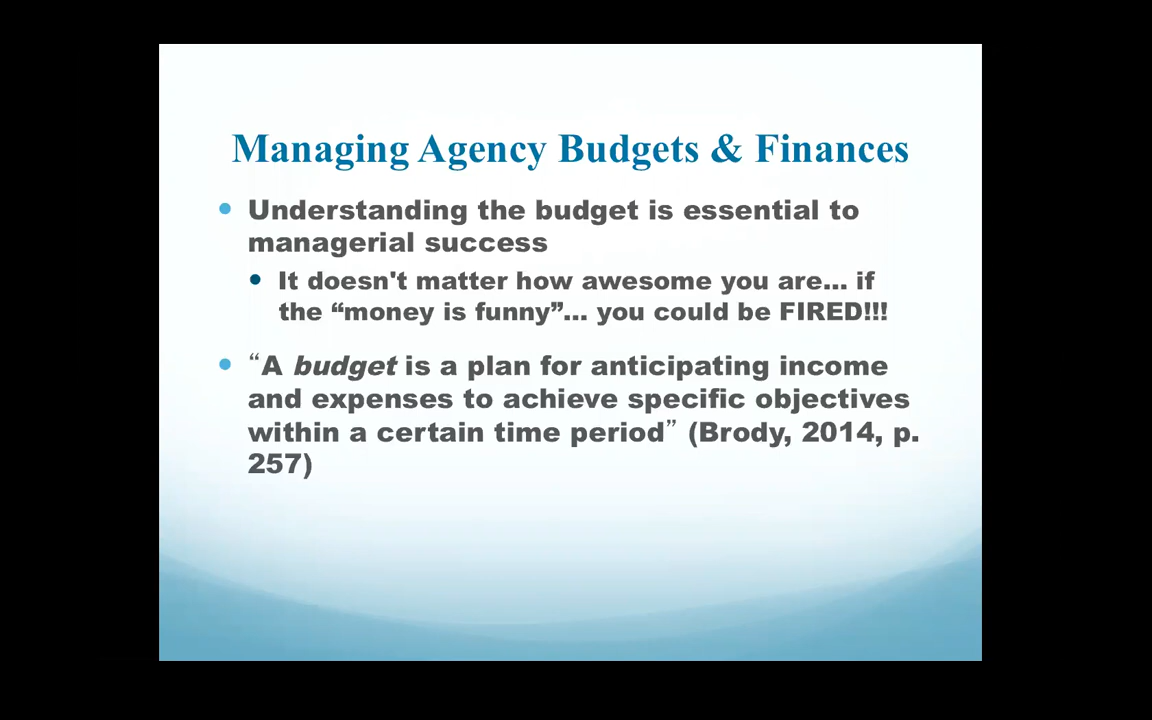 Managing Agency Budgets & Finances
Understanding the budget is essential to
managerial success
It doesn't matter how awesome you are... if
the “money is funny”... you could be FIRED!!!
“A budget is a plan for anticipating income
and expenses to achieve specific objectives
within a certain time period” (Brody, 2014, p.
257)